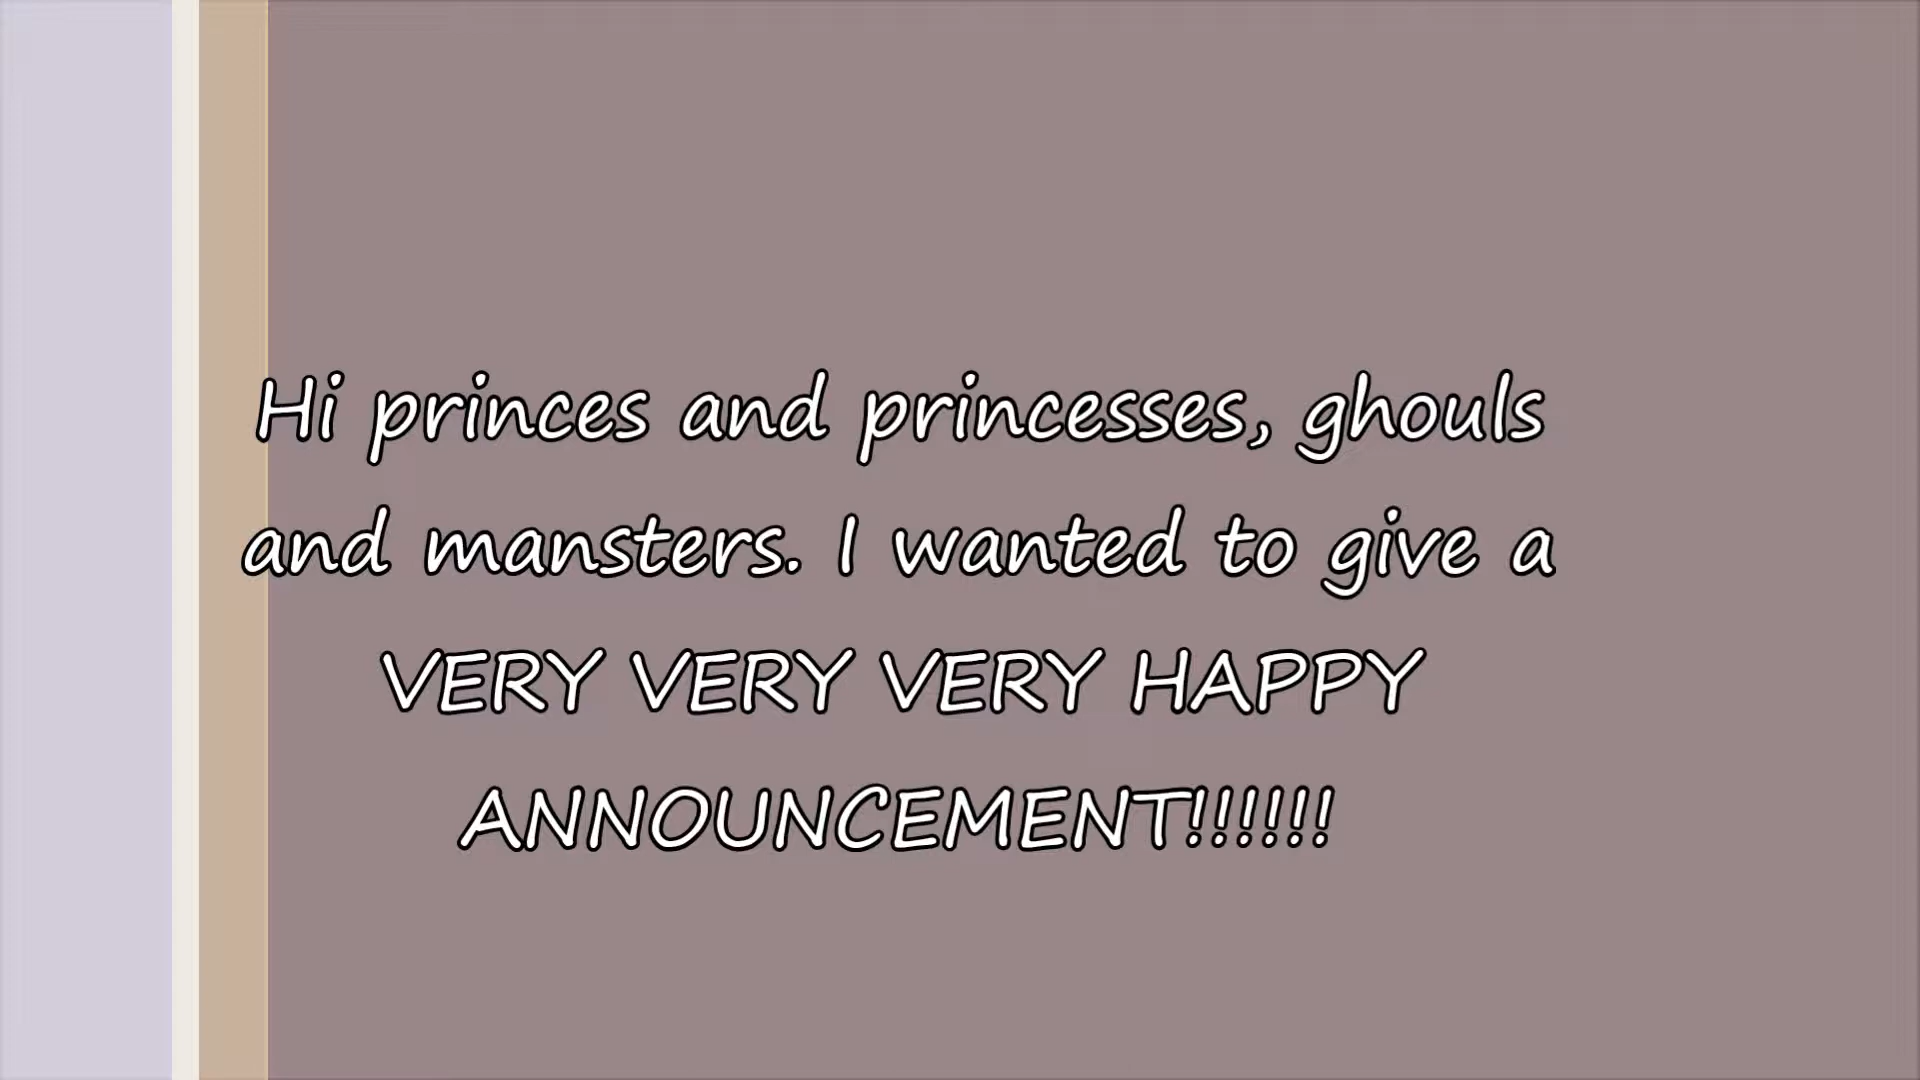 Hi princes and princesses, ghouls
and mansters. I wanted to give a
VERY VERY VERY HAPPY
ANNOUNCEMENT!!!!!!